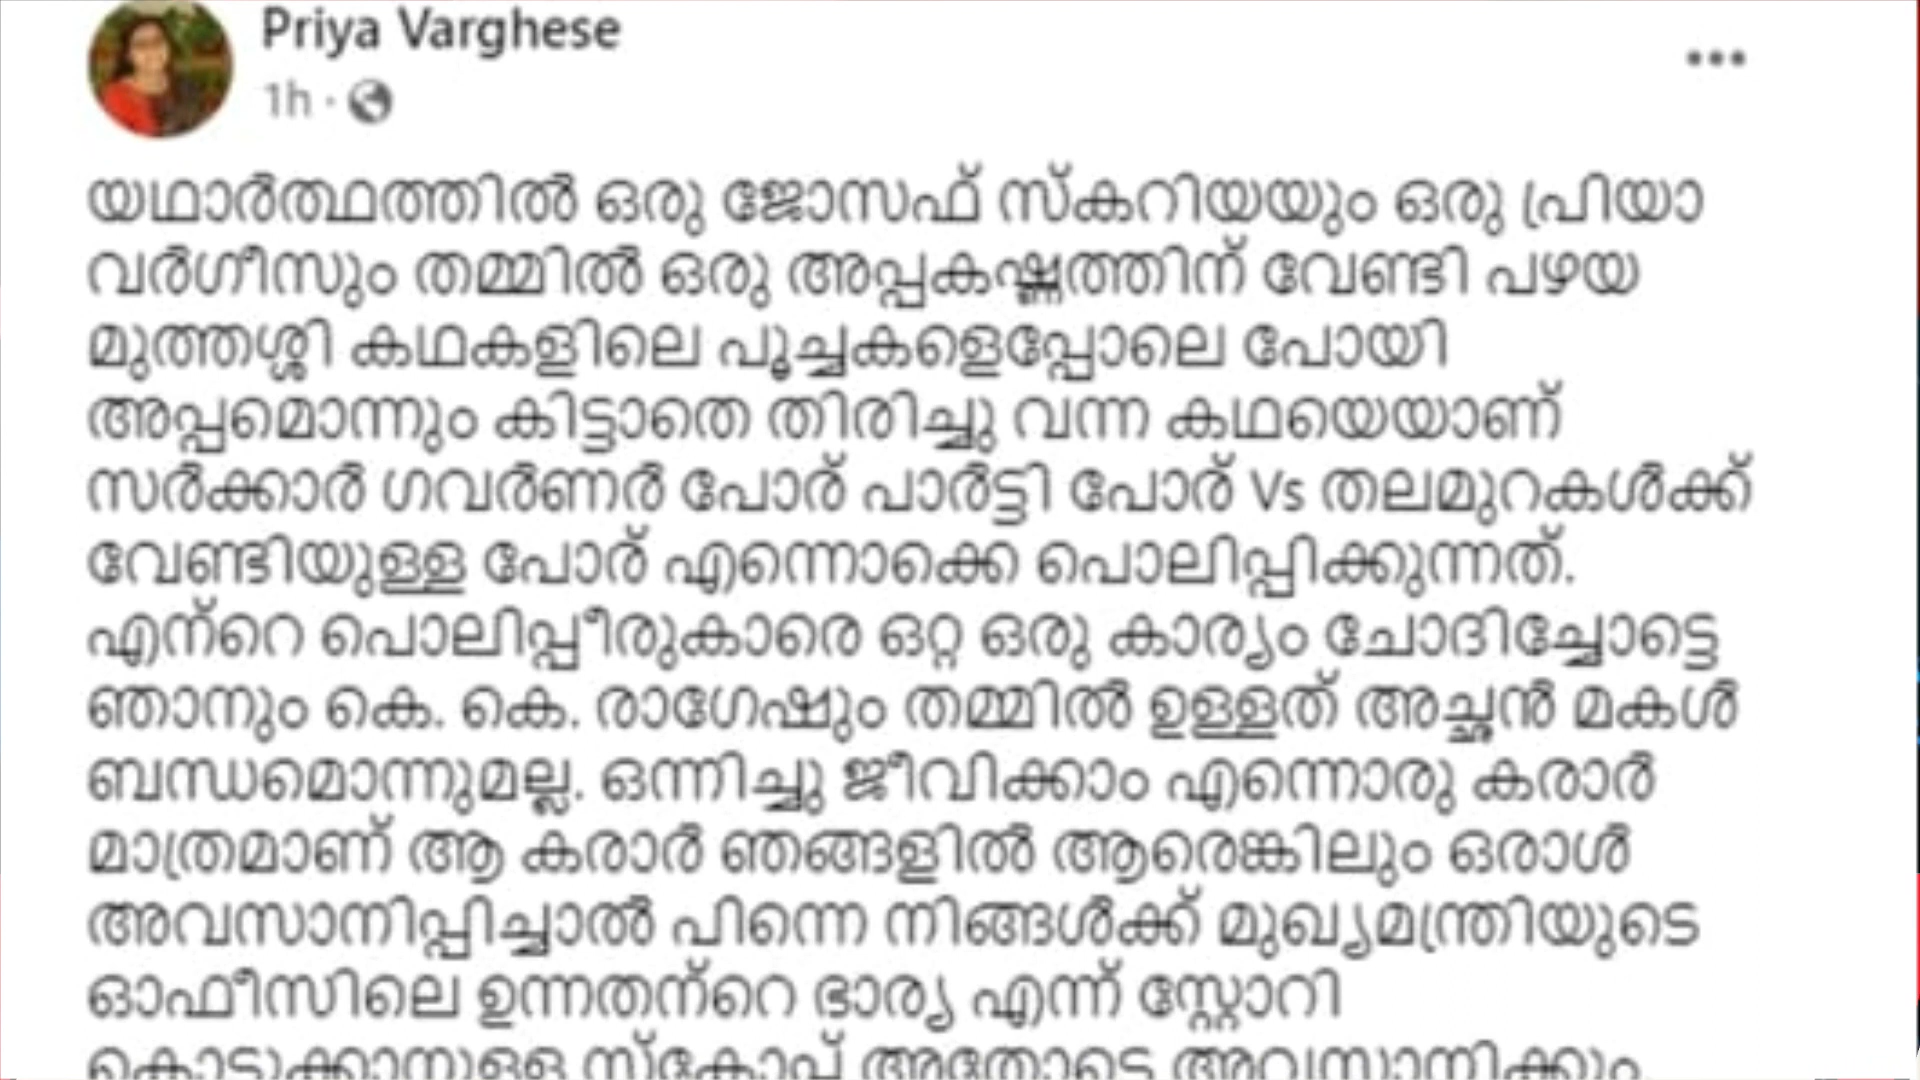 Priya Varghese
1h ·
യഥാർത്ഥത്തിൽ ഒരു ജോസഫ് സ്കറിയയും ഒരു പ്രിയാ
വർഗീസും തമ്മിൽ ഒരു അപ്പകഷ്ണത്തിന് വേണ്ടി പഴയ
മുത്തശ്ശി കഥകളിലെ പൂച്ചകളെപ്പോലെ പോയി
അപ്പമൊന്നും കിട്ടാതെ തിരിച്ചു വന്ന കഥയെയാണ്
സർക്കാർ ഗവർണർ പോര് പാർട്ടി പോര് Vs തലമുറകൾക്ക്
വേണ്ടിയുള്ള പോര് എന്നൊക്കെ പൊലിപ്പിക്കുന്നത്.
എന്റെ പൊലിപ്പീരുകാരെ ഒറ്റ ഒരു കാര്യം ചോദിച്ചോട്ടെ
ഞാനും കെ. കെ. രാഗേഷും തമ്മിൽ ഉള്ളത് അച്ഛൻ മകൾ
ബന്ധമൊന്നുമല്ല. ഒന്നിച്ചു ജീവിക്കാം എന്നൊരു കരാർ
മാത്രമാണ് ആ കരാർ ഞങ്ങളിൽ ആരെങ്കിലും ഒരാൾ
അവസാനിപ്പിച്ചാൽ പിന്നെ നിങ്ങൾക്ക് മുഖ്യമന്ത്രിയുടെ
ഓഫീസിലെ ഉന്നതന്റെ ഭാര്യ എന്ന് സ്റ്റോറി
കൊടുക്കാനുള്ള സ്കോപ് അതോടെ അവസാനിക്കും.